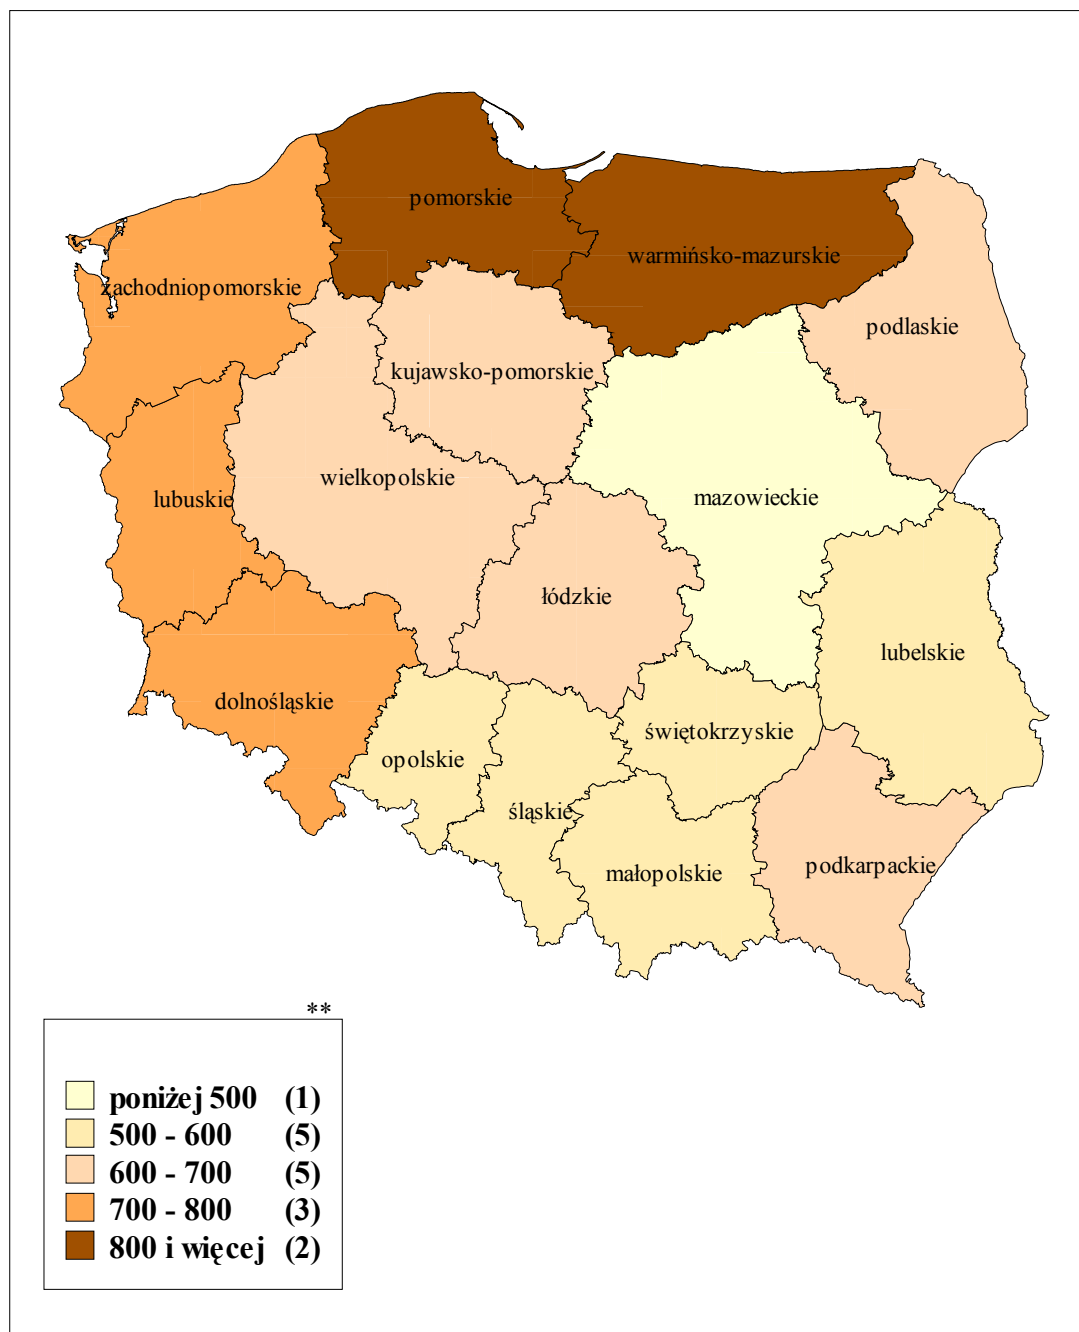 pomorskie
warmińsko-mazurskie
zachodniopomorskie
podlaskie
kujawsko-pomorskie
wielkopolskie
lubuskie
mazowieckie
łódzkie
lubelskie
dolnośląskie
świętokrzyskie
opolskie
śląskie
małopolskie
podkarpackie
**
poniżej 500 (1)
500 - 600 (5)
600 - 700 (5)
700 - 800 (3)
800 i więcej (2)